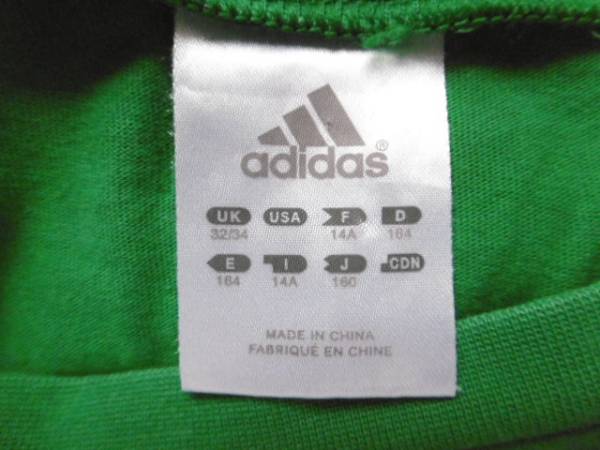 adidas®
UK USA F D
32/34 14A 164
E I J CDN
164 14A 160
MADE IN CHINA
FABRIQUÉ EN CHINE